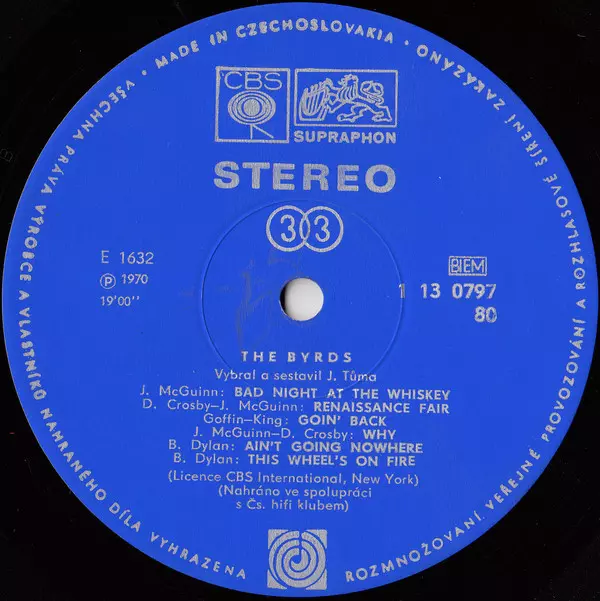 VŠECHNA PRÁVA VÝROBCE A VLASTNÍKŮ NAHRANÉHO DÍLA VYHRAZENA
• MADE IN CZECHOSLOVAKIA •
ROZMNOŽOVÁNÍ, VEŘEJNÉ PROVOZOVÁNÍ A ROZHLASOVÉ ŠÍŘENÍ ZAKÁZÁNO
CBS
SUPRAPHON
STEREO
33
E 1632
℗ 1970
19'00''
BIEM
1 13 0797
80
THE BYRDS
Vybral a sestavil J. Tůma
J. McGuinn: BAD NIGHT AT THE WHISKEY
D. Crosby–J. McGuinn: RENAISSANCE FAIR
Goffin-King: GOIN' BACK
J. McGuinn–D. Crosby: WHY
B. Dylan: AIN'T GOING NOWHERE
B. Dylan: THIS WHEEL'S ON FIRE
(Licence CBS International, New York)
(Nahráno ve spolupráci
s Čs. hifi klubem)